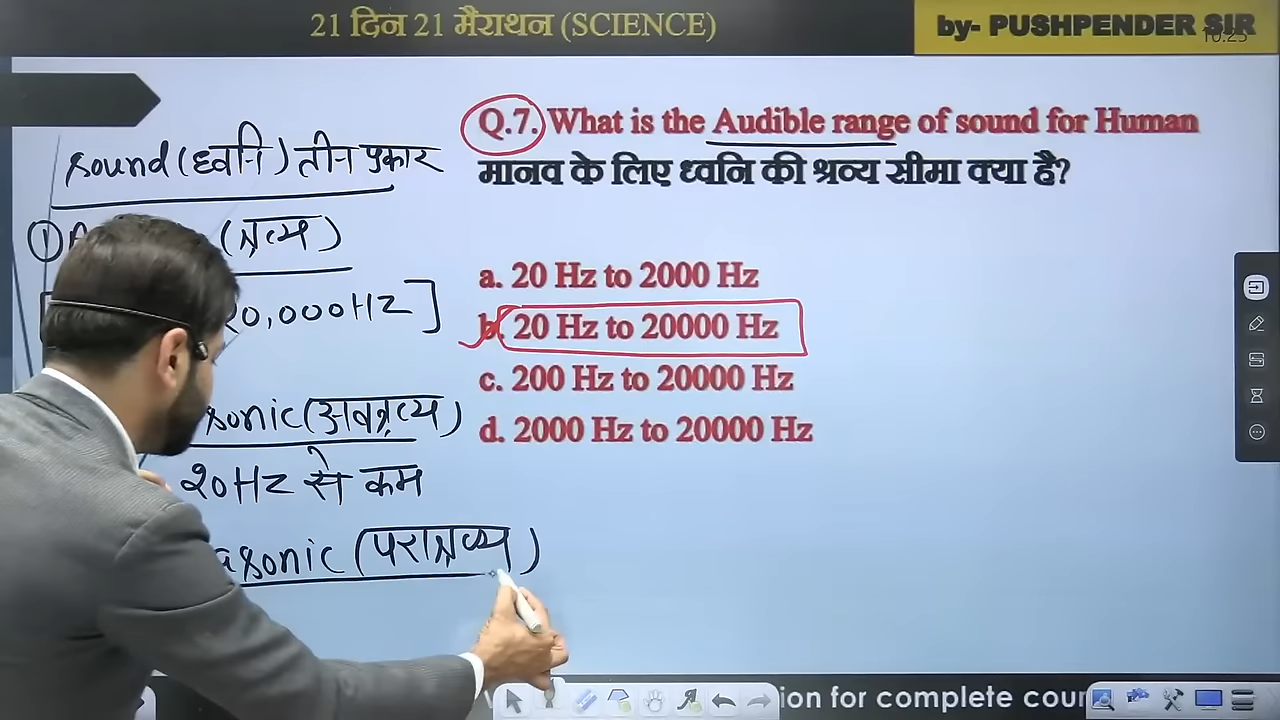 21 दिन 21 मैराथन (SCIENCE)
by- PUSHPENDER SIR
Q.7. What is the Audible range of sound for Human
मानव के लिए ध्वनि की श्रव्य सीमा क्या है?
a. 20 Hz to 2000 Hz
b. 20 Hz to 20000 Hz
c. 200 Hz to 20000 Hz
d. 2000 Hz to 20000 Hz
sound (ध्वनि) तीन प्रकार
① (श्रव्य)
20,000HZ]
sonic (अवश्रव्य)
20HZ से कम
asonic (पराश्रव्य)
ion for complete cour